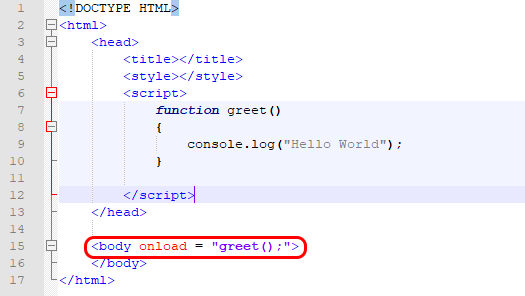 1 <!DOCTYPE HTML>
2 <html>
3 <head>
4 <title></title>
5 <style></style>
6 <script>
7 function greet()
8 {
9 console.log("Hello World");
10 }
11
12 </script>
13 </head>
14
15 <body onload = "greet();">
16 </body>
17 </html>